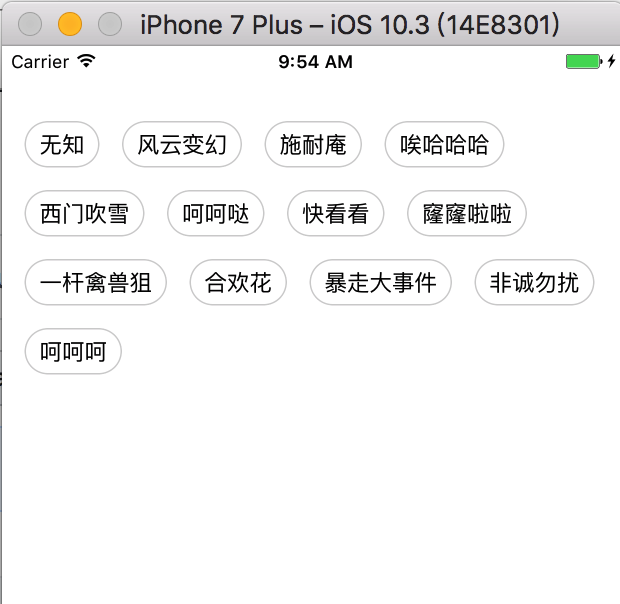 iPhone 7 Plus – iOS 10.3 (14E8301)
Carrier 9:54 AM
无知 风云变幻 施耐庵 唉哈哈哈
西门吹雪 呵呵哒 快看看 窿窿啦啦
一杆禽兽狙 合欢花 暴走大事件 非诚勿扰
呵呵呵